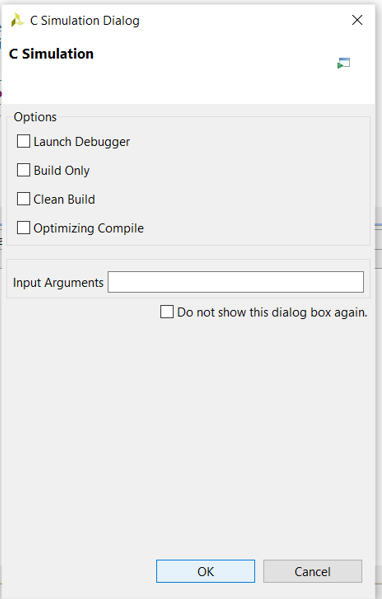 C Simulation Dialog
C Simulation
Options
Launch Debugger
Build Only
Clean Build
Optimizing Compile
Input Arguments
Do not show this dialog box again.
OK
Cancel